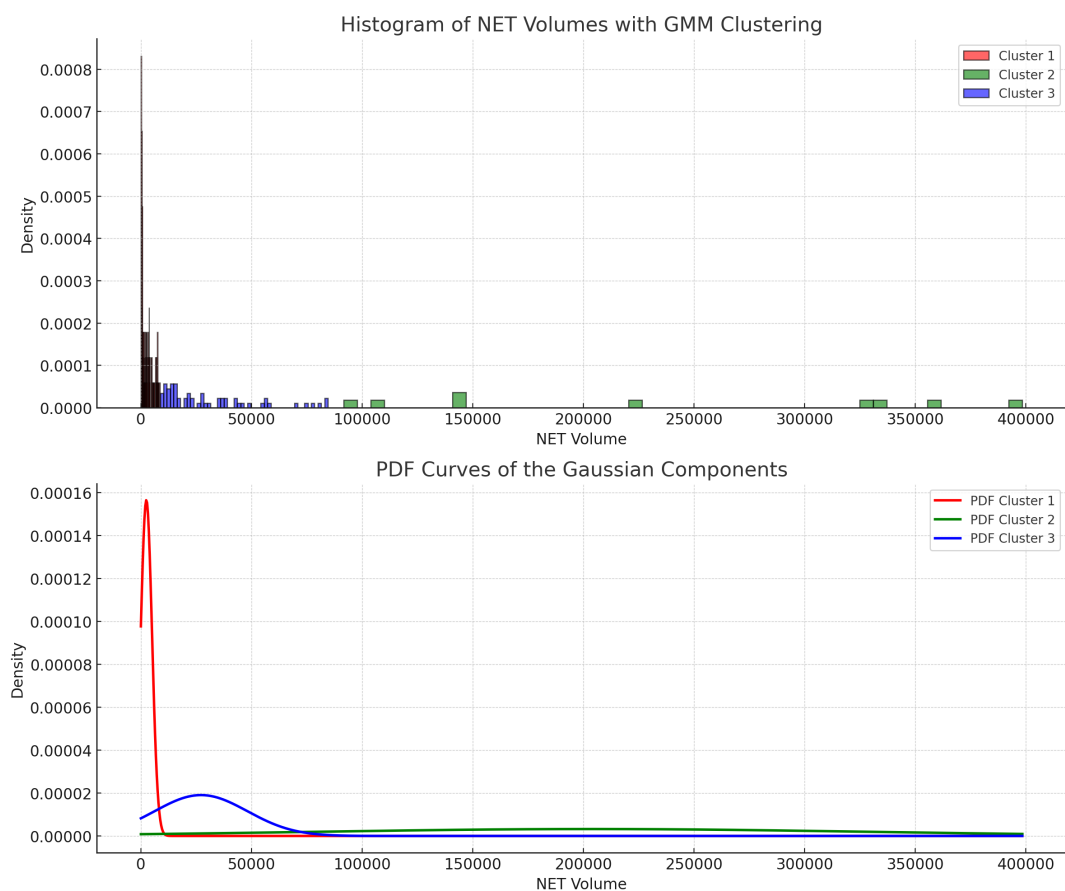 Histogram of NET Volumes with GMM Clustering
Cluster 1
Cluster 2
Cluster 3
Density
0.0008
0.0007
0.0006
0.0005
0.0004
0.0003
0.0002
0.0001
0.0000
0 50000 100000 150000 200000 250000 300000 350000 400000
NET Volume
PDF Curves of the Gaussian Components
PDF Cluster 1
PDF Cluster 2
PDF Cluster 3
Density
0.00016
0.00014
0.00012
0.00010
0.00008
0.00006
0.00004
0.00002
0.00000
0 50000 100000 150000 200000 250000 300000 350000 400000
NET Volume